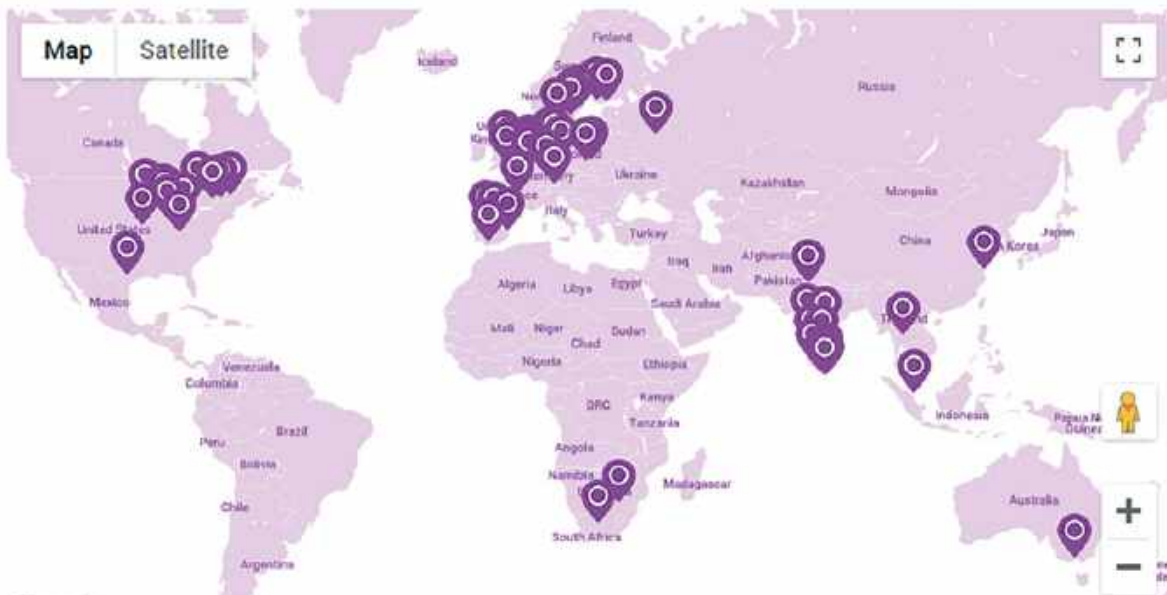 Map Satellite
Finland
Iceland
Russia
Canada
Ukraine
Kazakhstan
Mongolia
Italy
United States
Turkey
China
Japan
Korea
Iraq
Iran
Pakistan
Mexico
Algeria
Libya
Egypt
Saudi Arabia
Mali
Niger
Chad
Sudan
Nigeria
Ethiopia
Venezuela
Colombia
DRC
Kenya
Tanzania
Indonesia
Peru
Brazil
Angola
Bolivia
Namibia
Madagascar
Australia
Chile
South Africa
Argentina